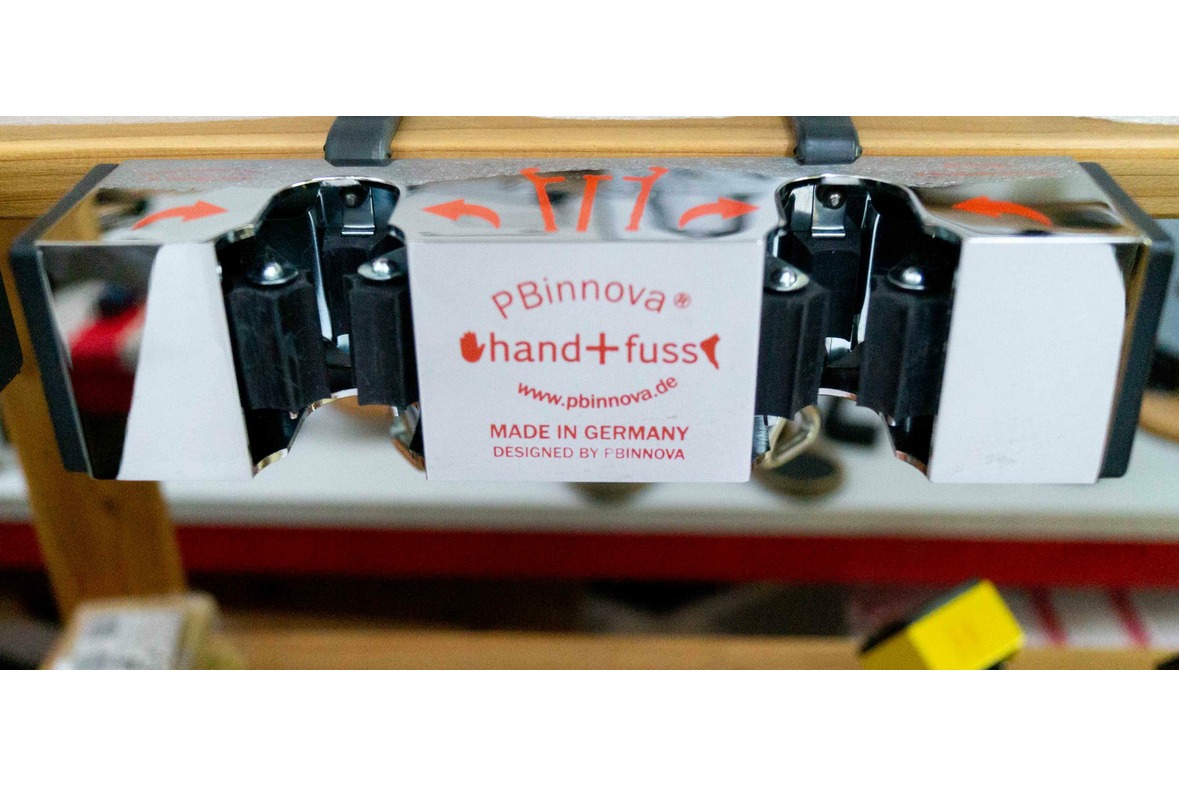 PBinnova®
hand+fuss
www.pbinnova.de
MADE IN GERMANY
DESIGNED BY PBINNOVA